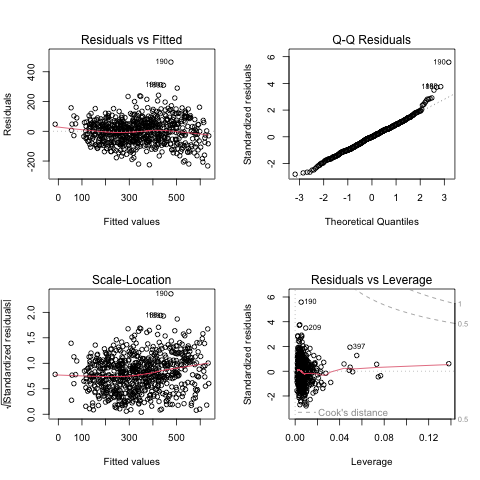 Residuals vs Fitted
Residuals
-200 0 200 400
190
0 100 300 500
Fitted values
Q-Q Residuals
Standardized residuals
-2 0 2 4 6
190
-3 -2 -1 0 1 2 3
Theoretical Quantiles
Scale-Location
√|Standardized residuals|
0.0 0.5 1.0 1.5 2.0
190
0 100 300 500
Fitted values
Residuals vs Leverage
Standardized residuals
-2 0 2 4 6
190
209
397
Cook's distance
1
0.5
0.5
0.00 0.04 0.08 0.12
Leverage